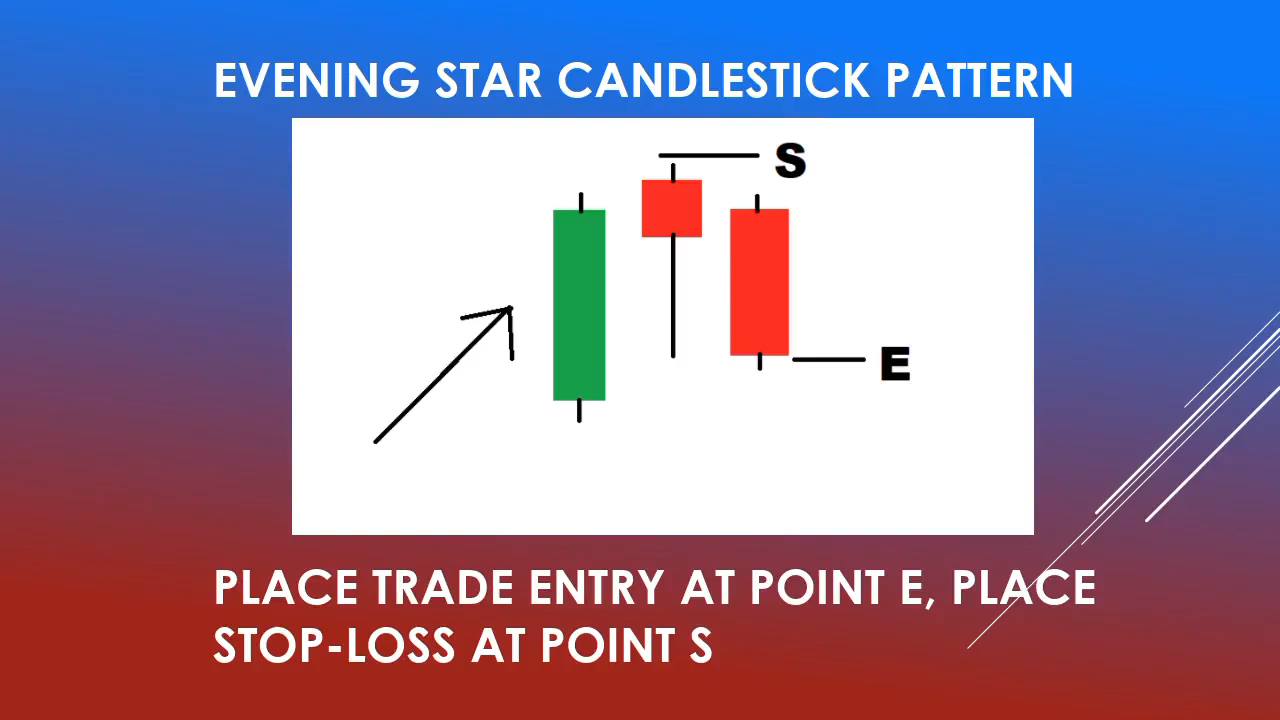 EVENING STAR CANDLESTICK PATTERN
S
E
PLACE TRADE ENTRY AT POINT E, PLACE
STOP-LOSS AT POINT S